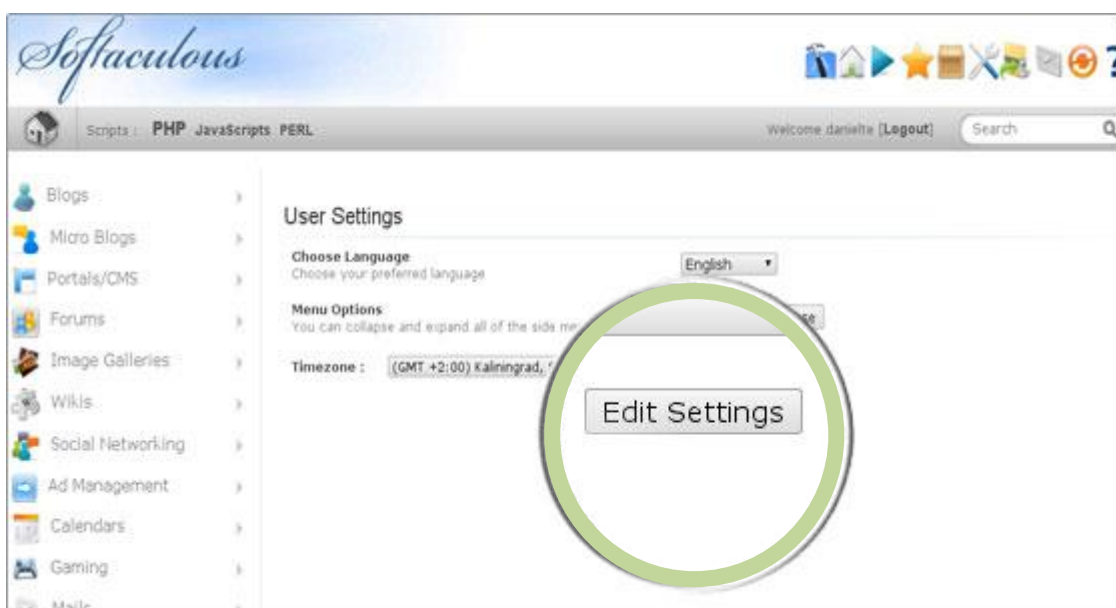 Softaculous
Scripts : PHP JavaScripts PERL
Welcome danielte [Logout]
Search
Blogs
Micro Blogs
Portals/CMS
Forums
Image Galleries
Wikis
Social Networking
Ad Management
Calendars
Gaming
Mails
User Settings
Choose Language
Choose your preferred language
English
Menu Options
You can collapse and expand all of the side
Timezone :
(GMT +2:00) Kaliningrad,
Edit Settings